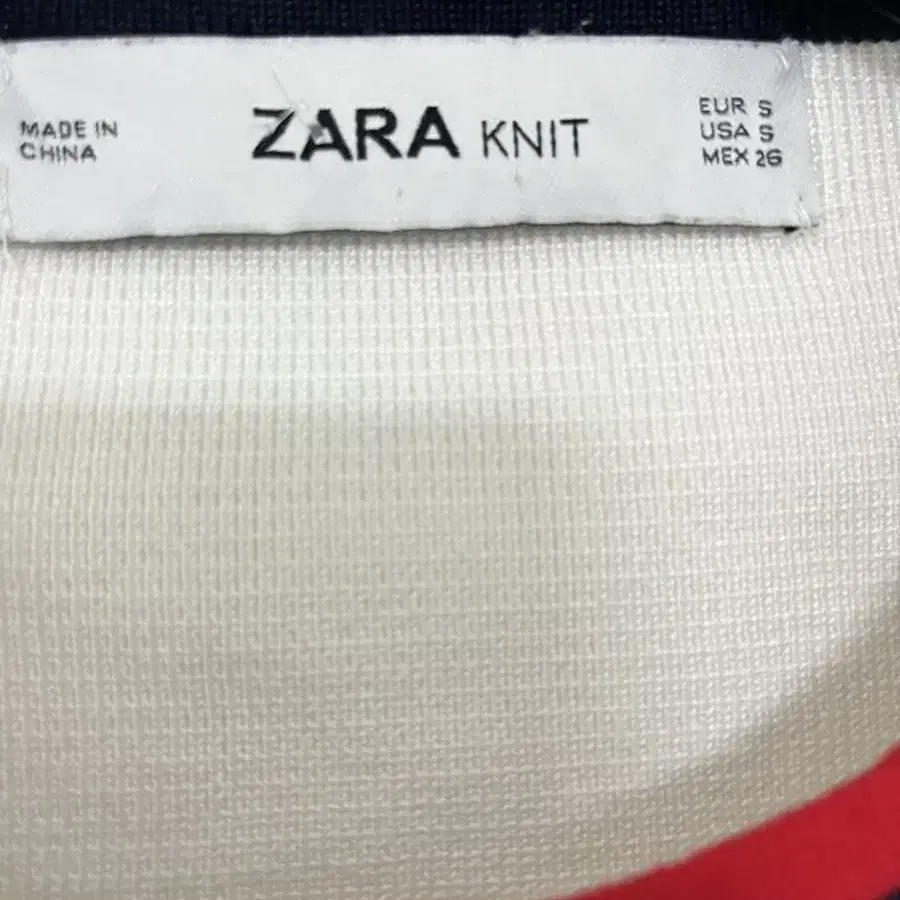 MADE IN
CHINA
ZARA KNIT
EUR S
USA S
MEX 26